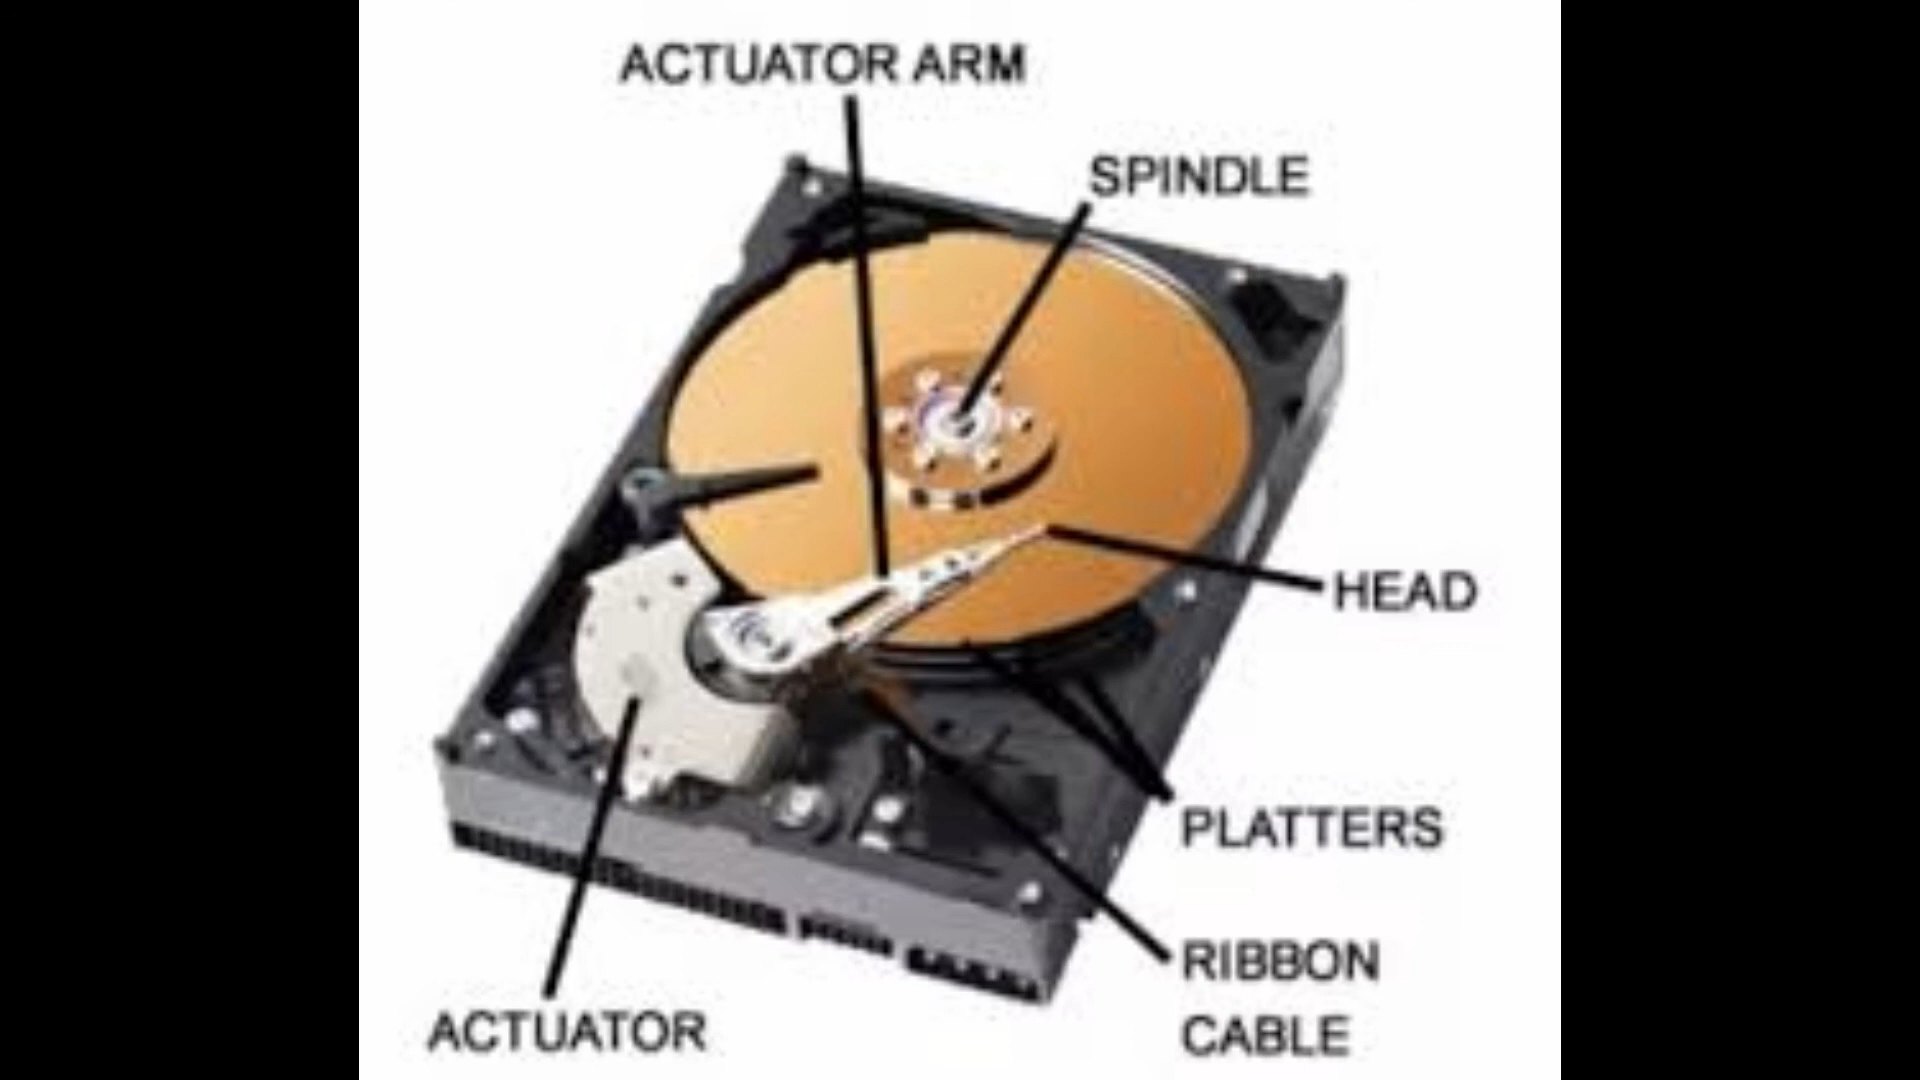 ACTUATOR ARM
SPINDLE
HEAD
PLATTERS
RIBBON
CABLE
ACTUATOR